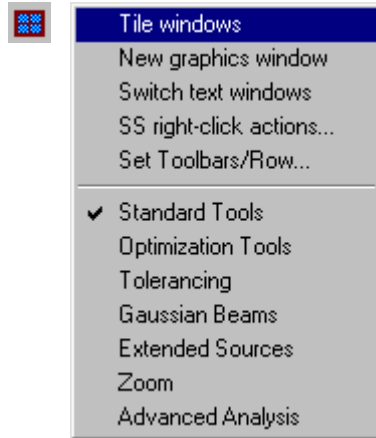 Tile windows
New graphics window
Switch text windows
SS right-click actions...
Set Toolbars/Row...
Standard Tools
Optimization Tools
Tolerancing
Gaussian Beams
Extended Sources
Zoom
Advanced Analysis